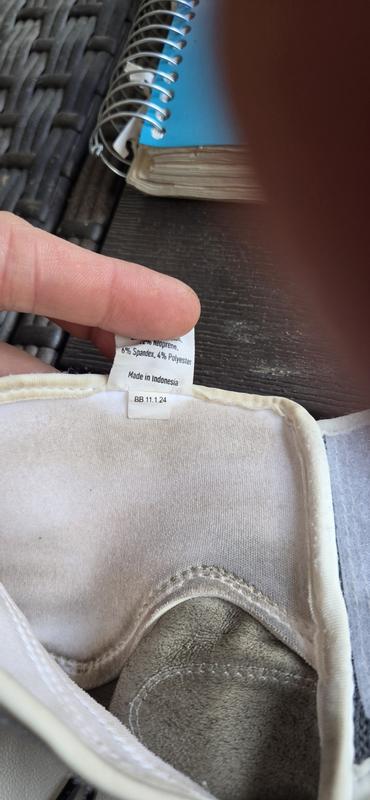 Neoprene,
6% Spandex, 4% Polyester
Made in Indonesia
BB 11.1.24